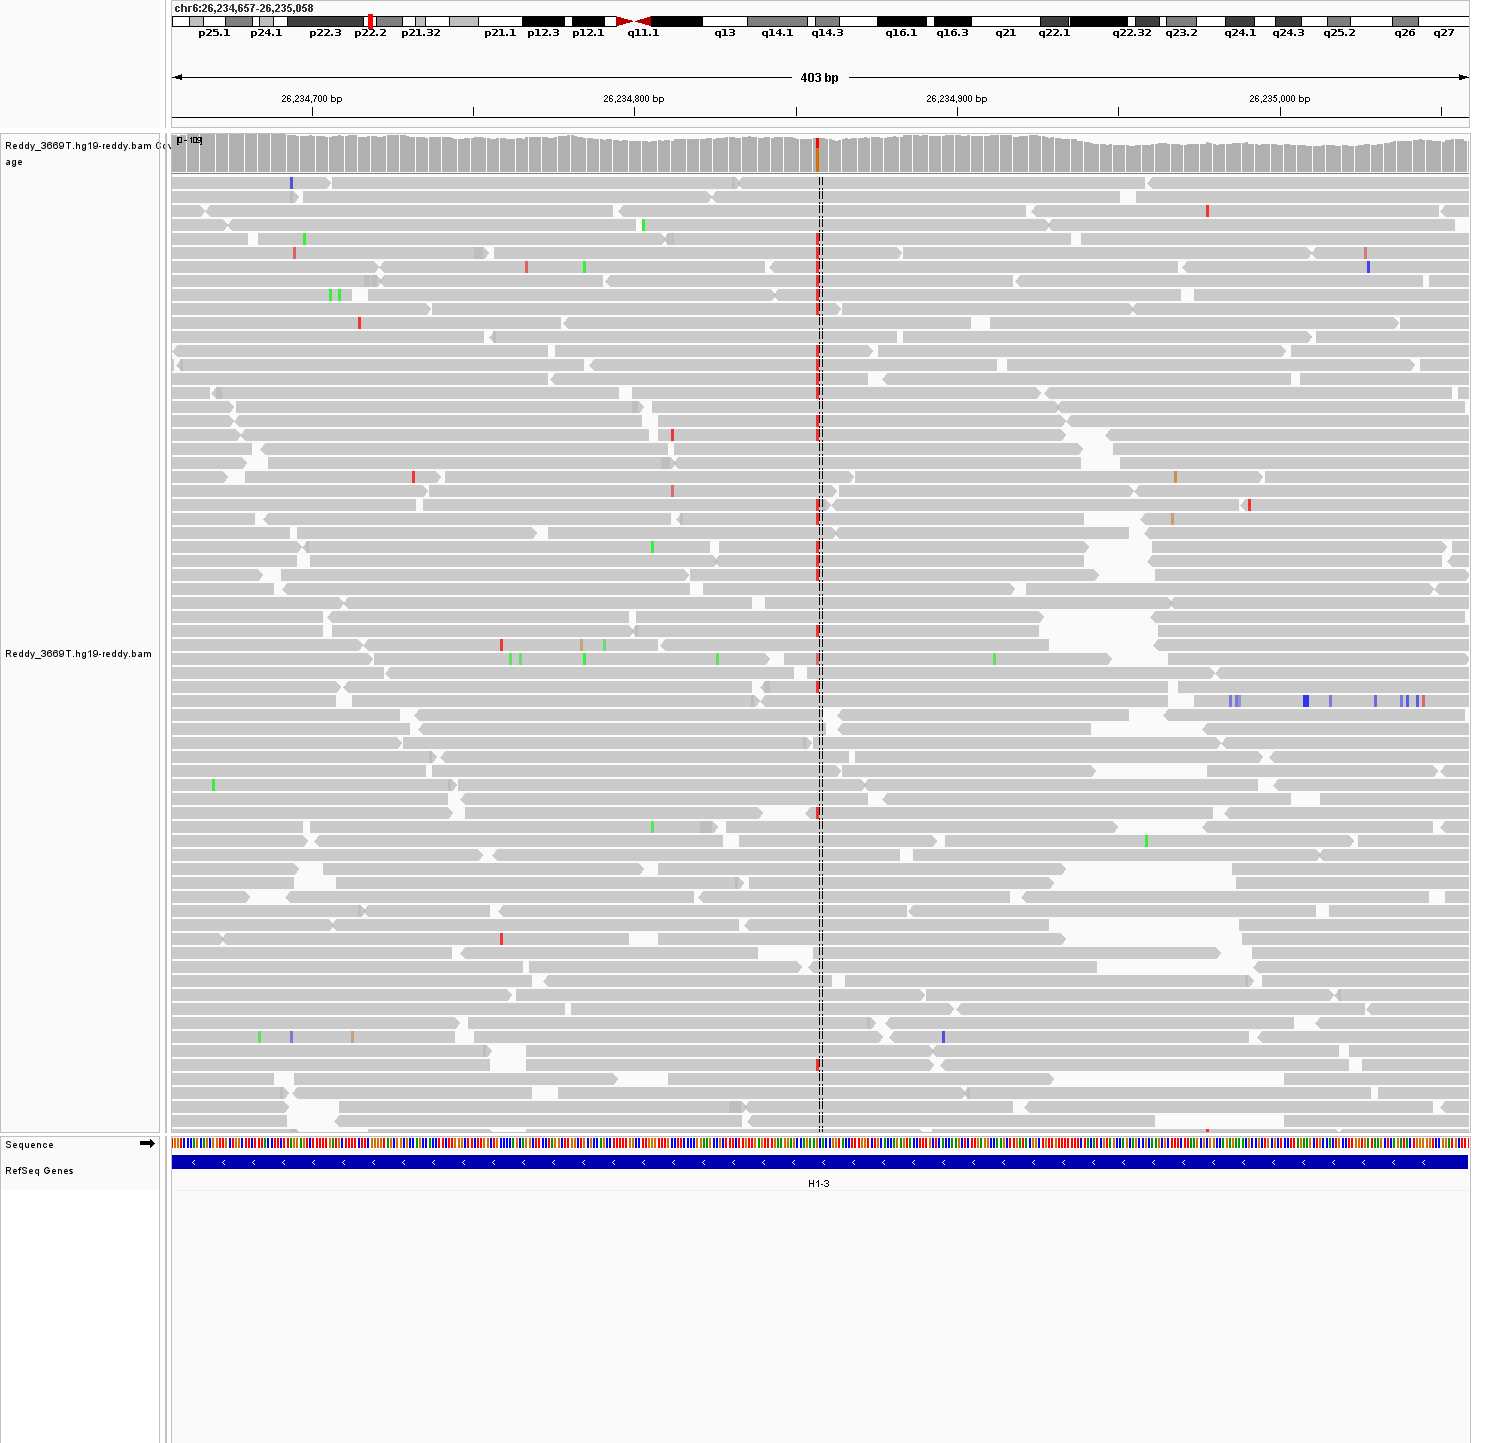 chr6:26,234,657-26,235,058
p25.1 p24.1 p22.3 p22.2 p21.32 p21.1 p12.3 p12.1 q11.1 q13 q14.1 q14.3 q16.1 q16.3 q21 q22.1 q22.32 q23.2 q24.1 q24.3 q25.2 q26 q27
403 bp
26,234,700 bp 26,234,800 bp 26,234,900 bp 26,235,000 bp
Reddy_3669T.hg19-reddy.bam Cov
age
[0 - 109]
Reddy_3669T.hg19-reddy.bam
Sequence
RefSeq Genes
H1-3